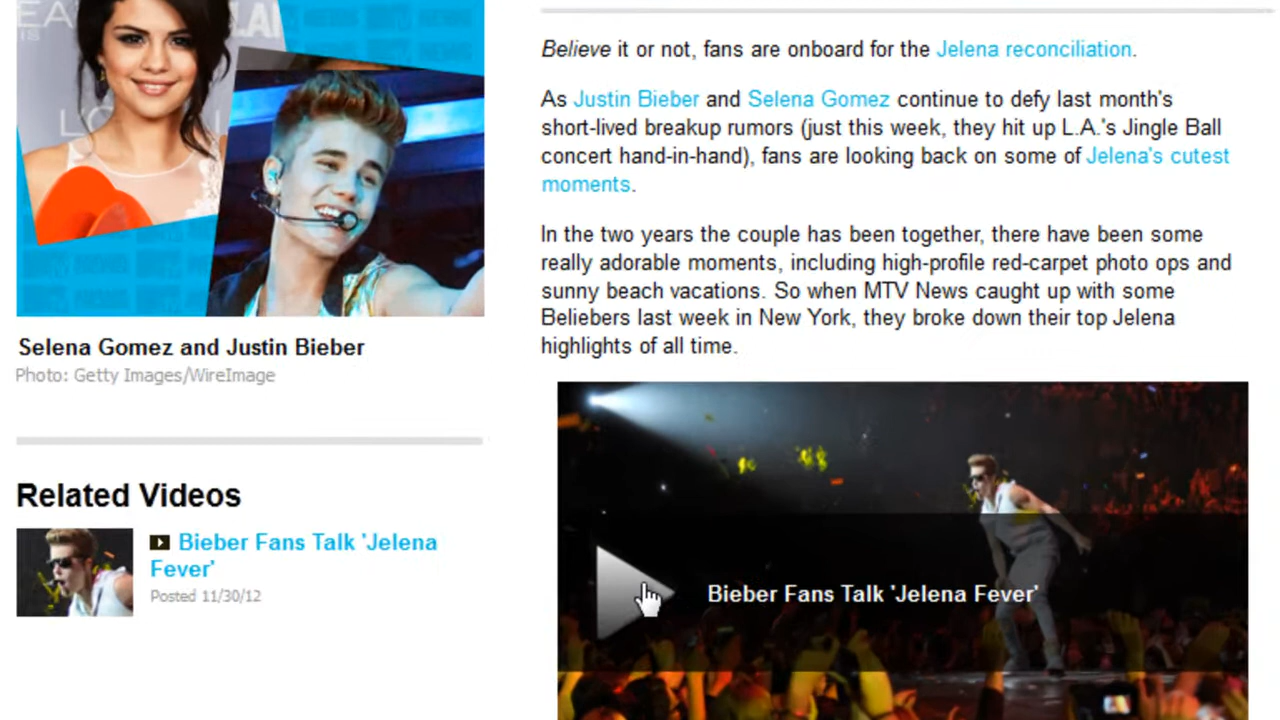 EA
IS
LO
Selena Gomez and Justin Bieber
Photo: Getty Images/WireImage
Related Videos
Bieber Fans Talk 'Jelena
Fever'
Posted 11/30/12
Believe it or not, fans are onboard for the Jelena reconciliation.
As Justin Bieber and Selena Gomez continue to defy last month's
short-lived breakup rumors (just this week, they hit up L.A.'s Jingle Ball
concert hand-in-hand), fans are looking back on some of Jelena's cutest
moments.
In the two years the couple has been together, there have been some
really adorable moments, including high-profile red-carpet photo ops and
sunny beach vacations. So when MTV News caught up with some
Beliebers last week in New York, they broke down their top Jelena
highlights of all time.
Bieber Fans Talk 'Jelena Fever'